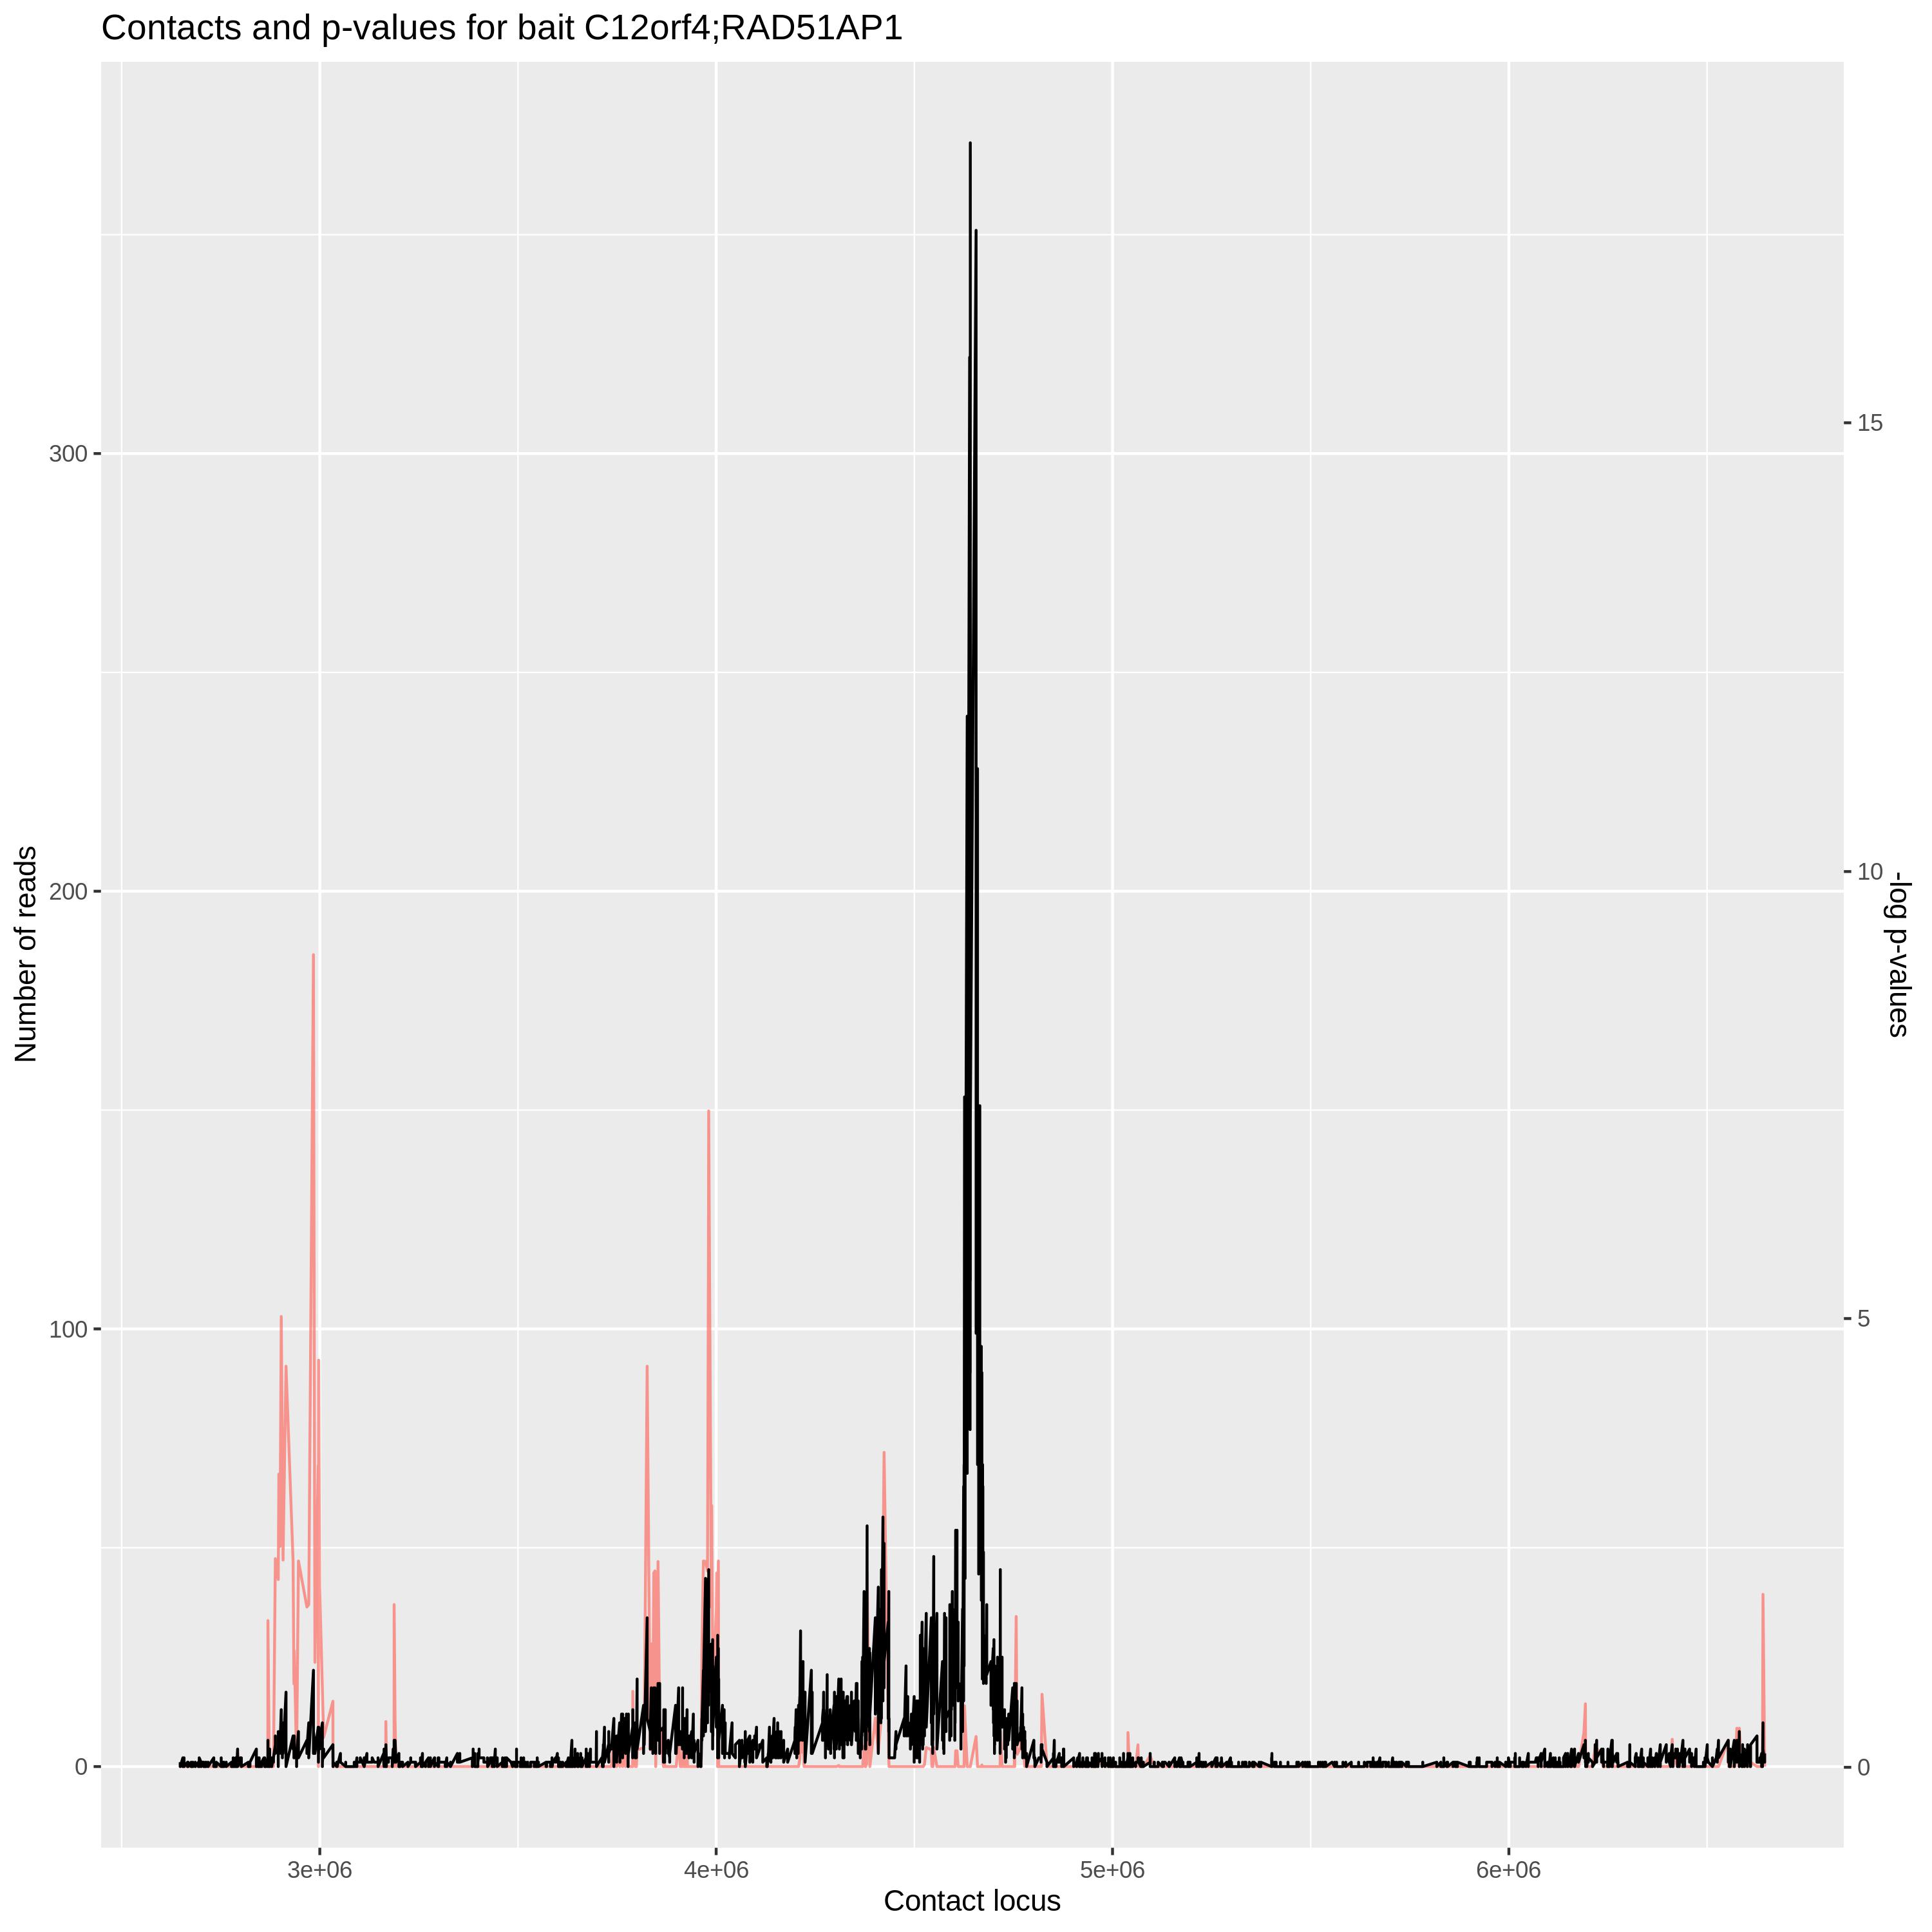 Contacts and p-values for bait C12orf4;RAD51AP1
Number of reads
300
200
100
0
15
10
5
0
-log p-values
3e+06
4e+06
5e+06
6e+06
Contact locus